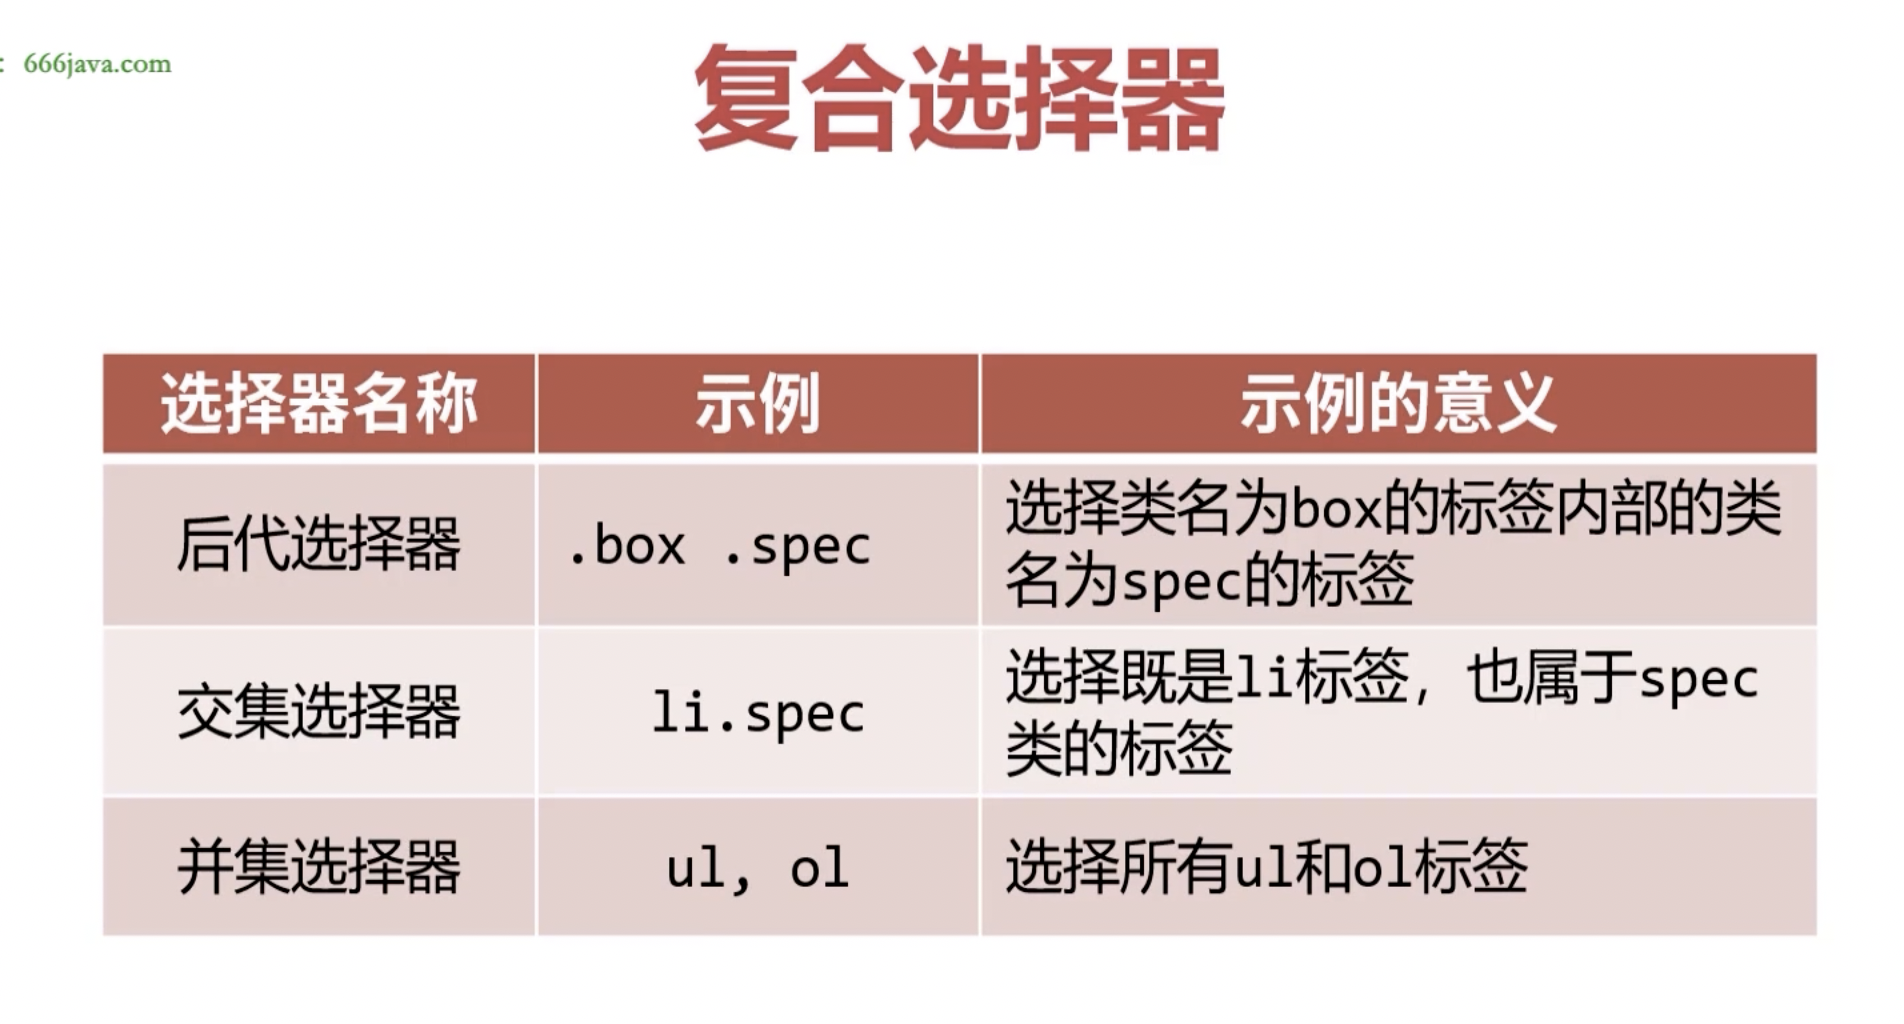 : 666java.com
复合选择器
选择器名称 示例 示例的意义
后代选择器 .box .spec 选择类名为box的标签内部的类
名为spec的标签
交集选择器 li.spec 选择既是li标签，也属于spec
类的标签
并集选择器 ul, ol 选择所有ul和ol标签